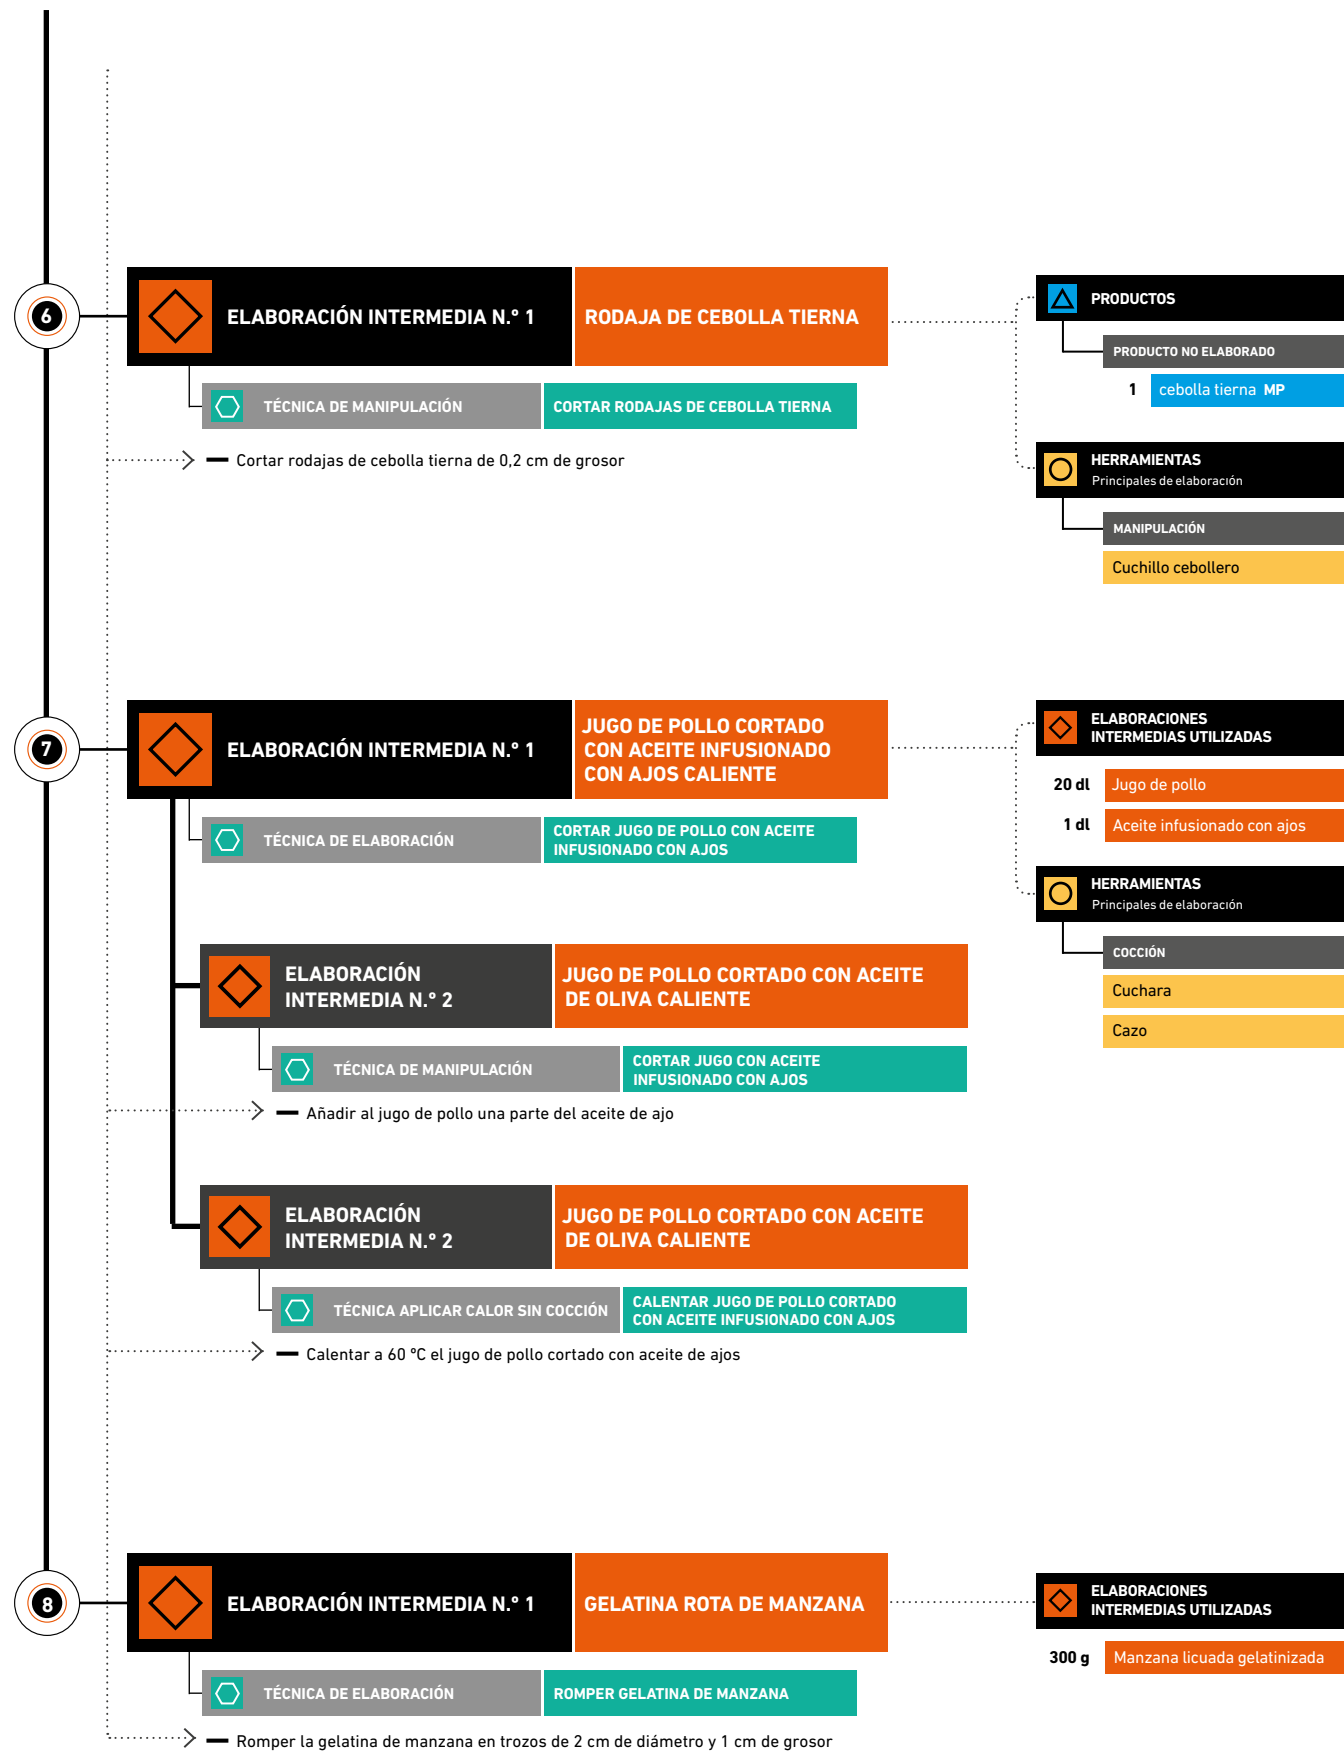 6
ELABORACIÓN INTERMEDIA N.º 1
RODAJA DE CEBOLLA TIERNA
TÉCNICA DE MANIPULACIÓN
CORTAR RODAJAS DE CEBOLLA TIERNA
Cortar rodajas de cebolla tierna de 0,2 cm de grosor
PRODUCTOS
PRODUCTO NO ELABORADO
1 cebolla tierna MP
HERRAMIENTAS
Principales de elaboración
MANIPULACIÓN
Cuchillo cebollero
7
ELABORACIÓN INTERMEDIA N.º 1
JUGO DE POLLO CORTADO
CON ACEITE INFUSIONADO
CON AJOS CALIENTE
TÉCNICA DE ELABORACIÓN
CORTAR JUGO DE POLLO CON ACEITE
INFUSIONADO CON AJOS
ELABORACIONES
INTERMEDIAS UTILIZADAS
20 dl Jugo de pollo
1 dl Aceite infusionado con ajos
HERRAMIENTAS
Principales de elaboración
COCCIÓN
Cuchara
Cazo
ELABORACIÓN
INTERMEDIA N.º 2
JUGO DE POLLO CORTADO CON ACEITE
DE OLIVA CALIENTE
TÉCNICA DE MANIPULACIÓN
CORTAR JUGO CON ACEITE
INFUSIONADO CON AJOS
Añadir al jugo de pollo una parte del aceite de ajo
ELABORACIÓN
INTERMEDIA N.º 2
JUGO DE POLLO CORTADO CON ACEITE
DE OLIVA CALIENTE
TÉCNICA APLICAR CALOR SIN COCCIÓN
CALENTAR JUGO DE POLLO CORTADO
CON ACEITE INFUSIONADO CON AJOS
Calentar a 60 ºC el jugo de pollo cortado con aceite de ajos
8
ELABORACIÓN INTERMEDIA N.º 1
GELATINA ROTA DE MANZANA
TÉCNICA DE ELABORACIÓN
ROMPER GELATINA DE MANZANA
Romper la gelatina de manzana en trozos de 2 cm de diámetro y 1 cm de grosor
ELABORACIONES
INTERMEDIAS UTILIZADAS
300 g Manzana licuada gelatinizada